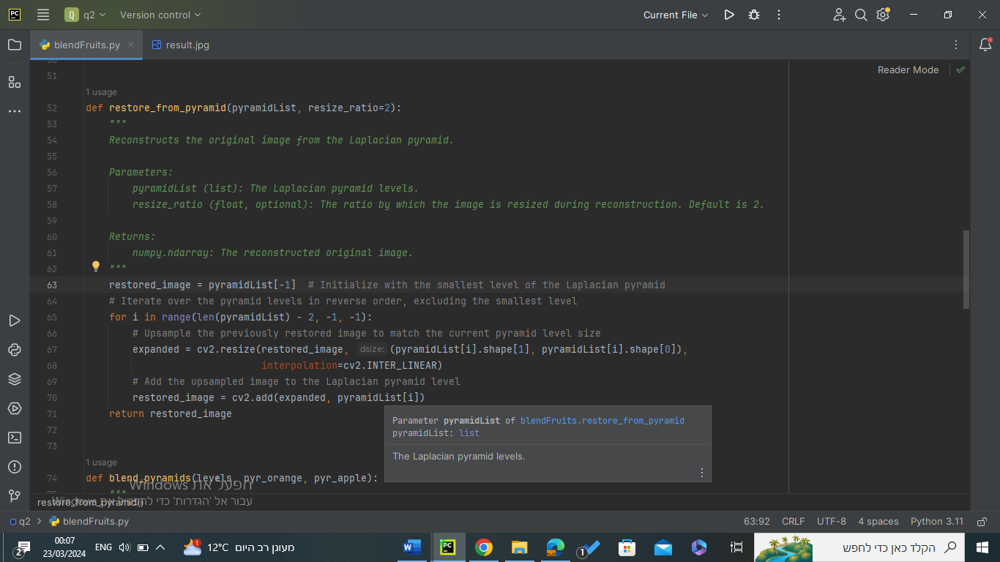 PC
Q q2
Version control
Current File
blendFruits.py
result.jpg
Reader Mode
51
1 usage
52 def restore_from_pyramid(pyramidList, resize_ratio=2):
53 """
54 Reconstructs the original image from the Laplacian pyramid.
55
56 Parameters:
57 pyramidList (list): The Laplacian pyramid levels.
58 resize_ratio (float, optional): The ratio by which the image is resized during reconstruction. Default is 2.
59
60 Returns:
61 numpy.ndarray: The reconstructed original image.
62 """
63 restored_image = pyramidList[-1] # Initialize with the smallest level of the Laplacian pyramid
64 # Iterate over the pyramid levels in reverse order, excluding the smallest level
65 for i in range(len(pyramidList) - 2, -1, -1):
66 # Upsample the previously restored image to match the current pyramid level size
67 expanded = cv2.resize(restored_image, dsize: (pyramidList[i].shape[1], pyramidList[i].shape[0]),
68 interpolation=cv2.INTER_LINEAR)
69 # Add the upsampled image to the Laplacian pyramid level
70 restored_image = cv2.add(expanded, pyramidList[i])
71 return restored_image
72
73
Parameter pyramidList of blendFruits.restore_from_pyramid
pyramidList: list
The Laplacian pyramid levels.
1 usage
74 def blend_pyramids(levels, pyr_orange, pyr_apple):
75 """
הפעל את Windows
עבור אל 'הגדרות' כדי להפעיל את Windows
restore_from_pyramid()
q2 > blendFruits.py
63:92 CRLF UTF-8 4 spaces Python 3.11
2
00:07
23/03/2024
ENG
1
12°C
מעונן רב היום
W
PC
1
הקלד כאן כדי לחפש